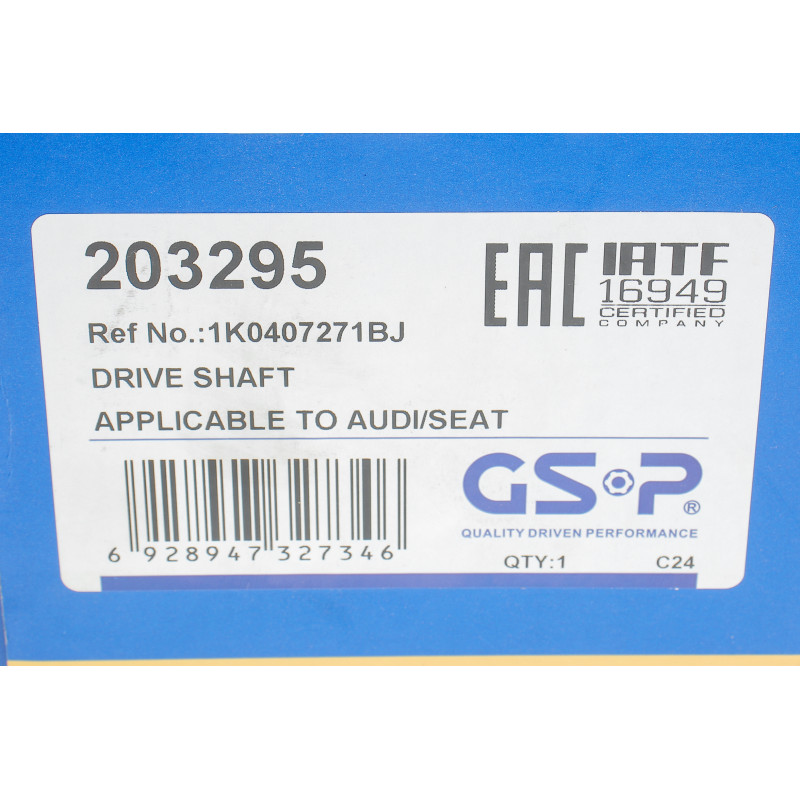 203295
EAC
IATF
16949
CERTIFIED
COMPANY
Ref No.:1K0407271BJ
DRIVE SHAFT
APPLICABLE TO AUDI/SEAT
GSP®
QUALITY DRIVEN PERFORMANCE
6 928947 327346
QTY:1 C24